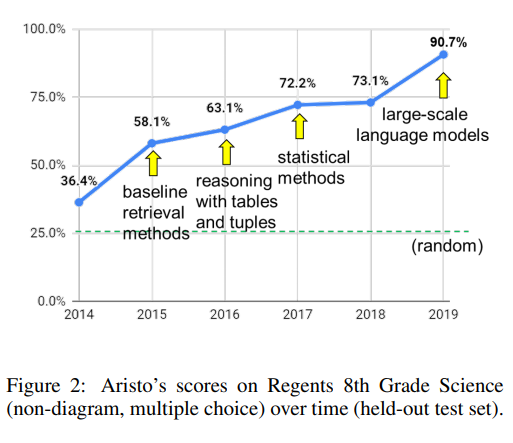 100.0%
90.7%
75.0%
72.2%
73.1%
63.1%
58.1%
large-scale
language models
statistical
methods
50.0%
36.4%
reasoning
with tables
and tuples
baseline
retrieval
methods
25.0%
(random)
0.0%
2014 2015 2016 2017 2018 2019
Figure 2: Aristo's scores on Regents 8th Grade Science
(non-diagram, multiple choice) over time (held-out test set).